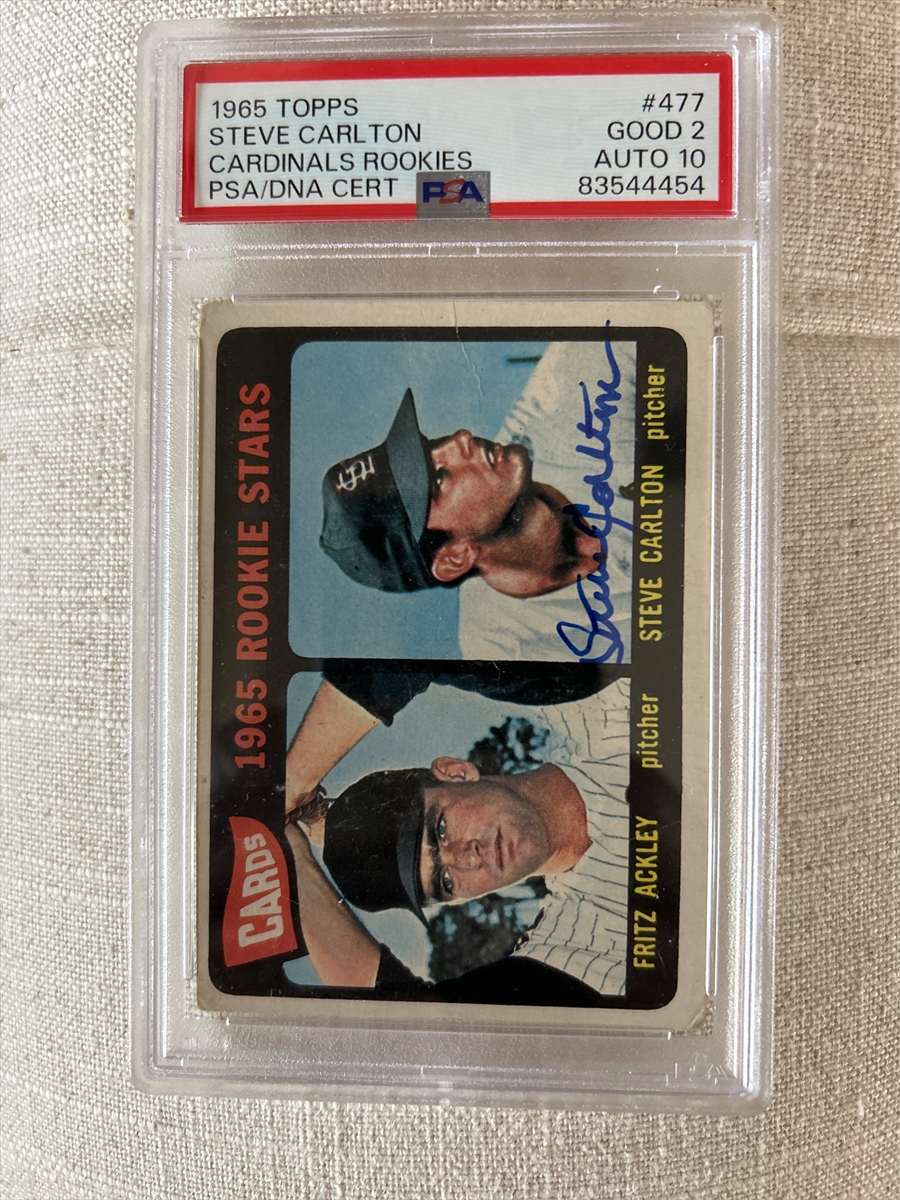 1965 TOPPS #477
STEVE CARLTON GOOD 2
CARDINALS ROOKIES AUTO 10
PSA/DNA CERT PSA 83544454
CARDS 1965 ROOKIE STARS
Steve Carlton
FRITZ ACKLEY pitcher STEVE CARLTON pitcher